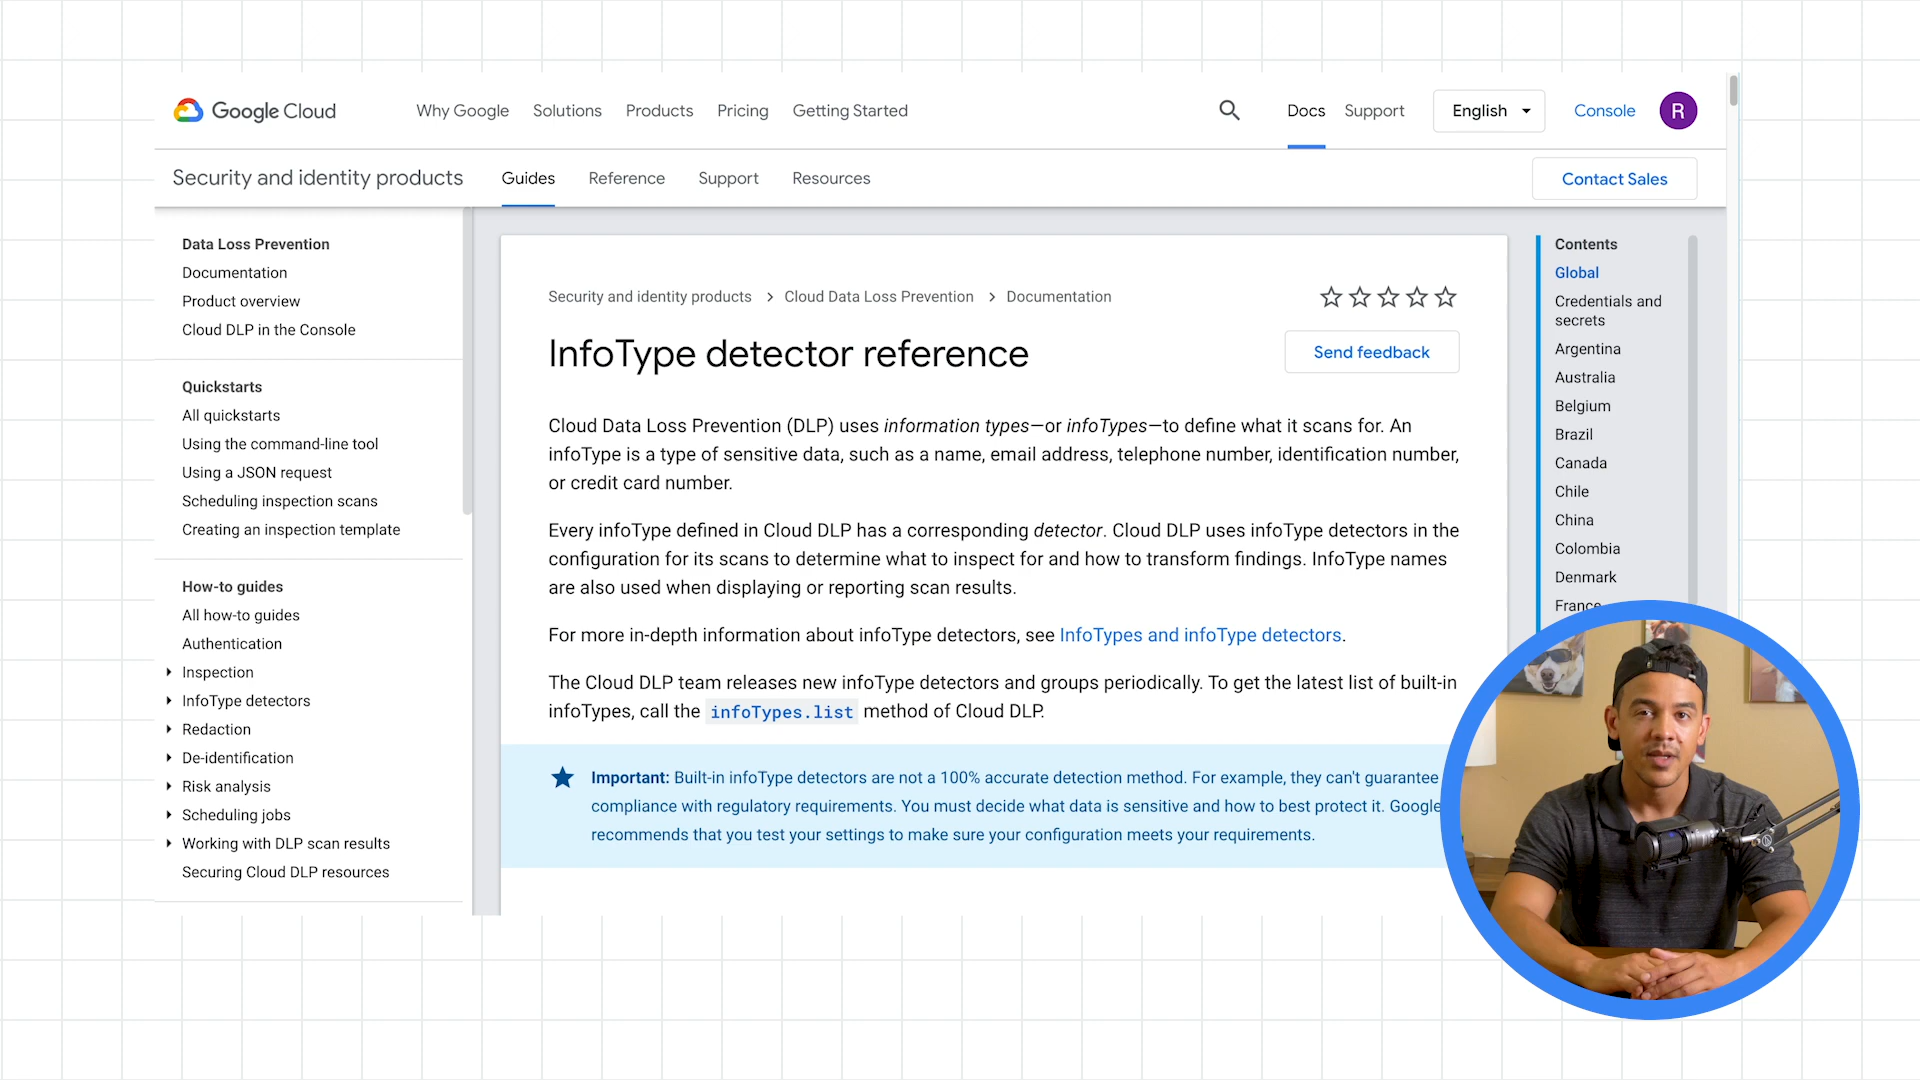 Google Cloud
Why Google
Solutions
Products
Pricing
Getting Started
Docs
Support
English
Console
R
Security and identity products
Guides
Reference
Support
Resources
Contact Sales
Data Loss Prevention
Documentation
Product overview
Cloud DLP in the Console
Quickstarts
All quickstarts
Using the command-line tool
Using a JSON request
Scheduling inspection scans
Creating an inspection template
How-to guides
All how-to guides
Authentication
Inspection
InfoType detectors
Redaction
De-identification
Risk analysis
Scheduling jobs
Working with DLP scan results
Securing Cloud DLP resources
Security and identity products > Cloud Data Loss Prevention > Documentation
InfoType detector reference
Send feedback
Cloud Data Loss Prevention (DLP) uses information types—or infoTypes—to define what it scans for. An
infoType is a type of sensitive data, such as a name, email address, telephone number, identification number,
or credit card number.
Every infoType defined in Cloud DLP has a corresponding detector. Cloud DLP uses infoType detectors in the
configuration for its scans to determine what to inspect for and how to transform findings. InfoType names
are also used when displaying or reporting scan results.
For more in-depth information about infoType detectors, see InfoTypes and infoType detectors.
The Cloud DLP team releases new infoType detectors and groups periodically. To get the latest list of built-in
infoTypes, call the infoTypes.list method of Cloud DLP.
Important: Built-in infoType detectors are not a 100% accurate detection method. For example, they can't guarantee
compliance with regulatory requirements. You must decide what data is sensitive and how to best protect it. Google
recommends that you test your settings to make sure your configuration meets your requirements.
Contents
Global
Credentials and
secrets
Argentina
Australia
Belgium
Brazil
Canada
Chile
China
Colombia
Denmark
France